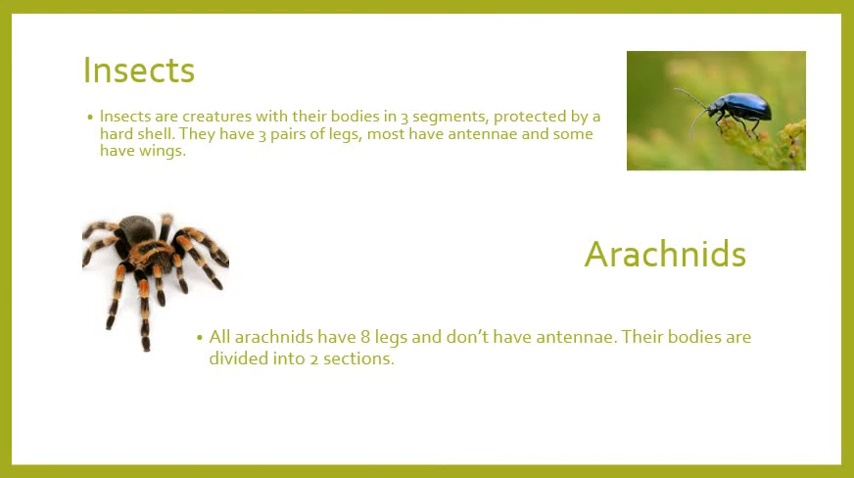 Insects
• Insects are creatures with their bodies in 3 segments, protected by a
hard shell. They have 3 pairs of legs, most have antennae and some
have wings.
Arachnids
• All arachnids have 8 legs and don’t have antennae. Their bodies are
divided into 2 sections.